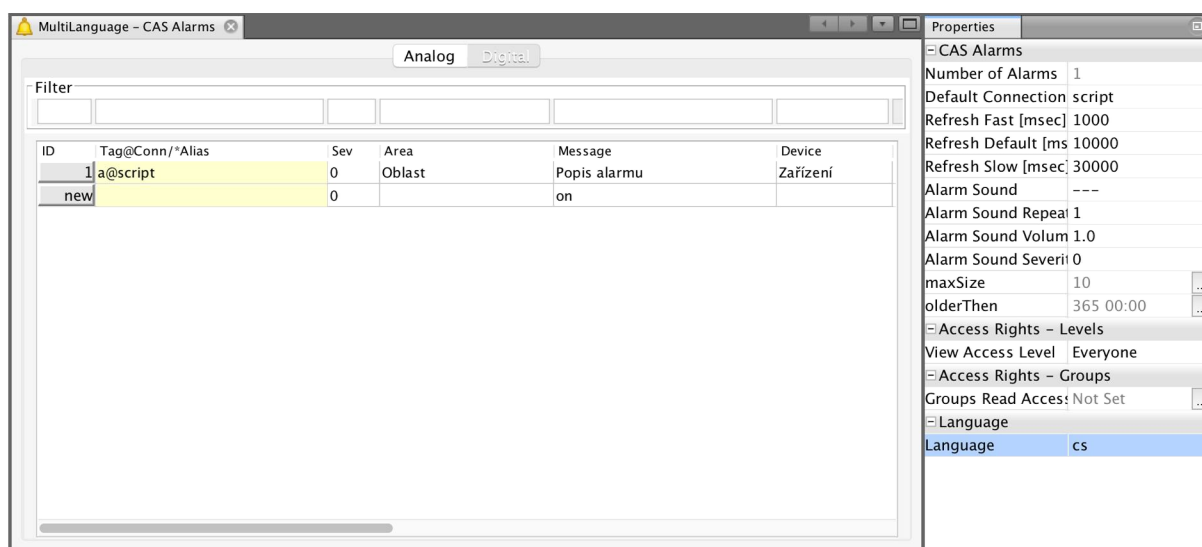 MultiLanguage – CAS Alarms
Analog Digital
Filter
ID Tag@Conn/*Alias Sev Area Message Device
1 a@script 0 Oblast Popis alarmu Zařízení
new 0 on
Properties
CAS Alarms
Number of Alarms 1
Default Connection script
Refresh Fast [msec] 1000
Refresh Default [ms 10000
Refresh Slow [msec] 30000
Alarm Sound ---
Alarm Sound Repeat 1
Alarm Sound Volum 1.0
Alarm Sound Severit 0
maxSize 10 ...
olderThen 365 00:00 ...
Access Rights – Levels
View Access Level Everyone
Access Rights – Groups
Groups Read Access Not Set ...
Language
Language cs